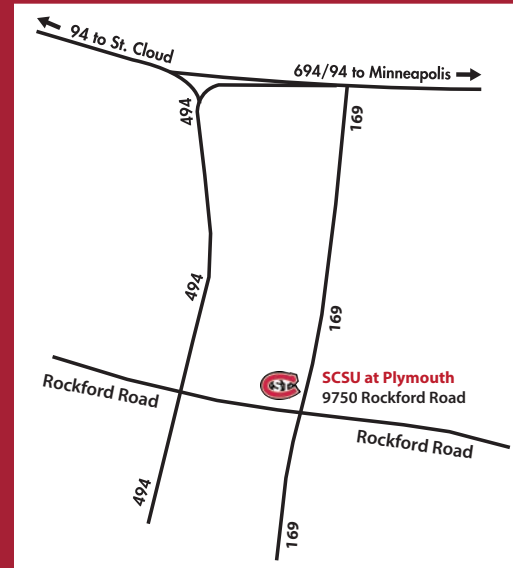 94 to St. Cloud
694/94 to Minneapolis
494
169
494
169
SCSU at Plymouth
9750 Rockford Road
Rockford Road
Rockford Road
494
169